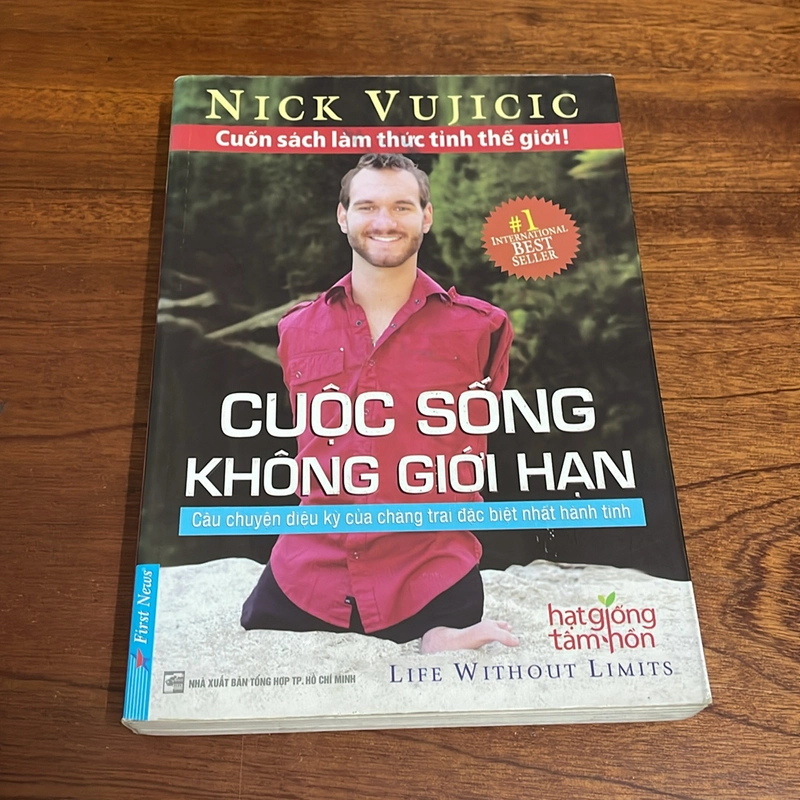 NICK VUJICIC
Cuốn sách làm thức tỉnh thế giới!
#1
INTERNATIONAL
BEST
SELLER
CUỘC SỐNG
KHÔNG GIỚI HẠN
Câu chuyện diệu kỳ của chàng trai đặc biệt nhất hành tinh
First News
hạt giống
tâm hồn
NHÀ XUẤT BẢN TỔNG HỢP TP. HỒ CHÍ MINH
LIFE WITHOUT LIMITS